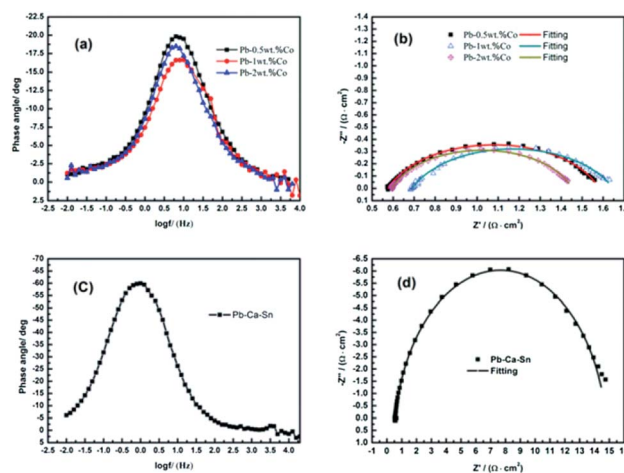 (a)
Pb-0.5wt.%Co
Pb-1wt.%Co
Pb-2wt.%Co
Phase angle/ deg
-22.5
-20.0
-17.5
-15.0
-12.5
-10.0
-7.5
-5.0
-2.5
0.0
2.5
-2.5 -2.0 -1.5 -1.0 -0.5 0.0 0.5 1.0 1.5 2.0 2.5 3.0 3.5 4.0
logf/ (Hz)
(b)
Pb-0.5wt.%Co Fitting
Pb-1wt.%Co Fitting
Pb-2wt.%Co Fitting
-Z''/ (Ω· cm²)
-1.4
-1.3
-1.2
-1.1
-1.0
-0.9
-0.8
-0.7
-0.6
-0.5
-0.4
-0.3
-0.2
-0.1
0.0
0.1
0.2
0.5 0.6 0.7 0.8 0.9 1.0 1.1 1.2 1.3 1.4 1.5 1.6 1.7
Z' / (Ω· cm²)
(C)
Pb-Ca-Sn
Phase angle/ deg
-70
-65
-60
-55
-50
-45
-40
-35
-30
-25
-20
-15
-10
-5
0
5
-2.5 -2.0 -1.5 -1.0 -0.5 0.0 0.5 1.0 1.5 2.0 2.5 3.0 3.5 4.0
logf/ (Hz)
(d)
Pb-Ca-Sn
Fitting
-Z''/ (Ω· cm²)
-6.0
-5.5
-5.0
-4.5
-4.0
-3.5
-3.0
-2.5
-2.0
-1.5
-1.0
-0.5
0.0
0.5
1.0
-1 0 1 2 3 4 5 6 7 8 9 10 11 12 13 14 15
Z' / (Ω· cm²)